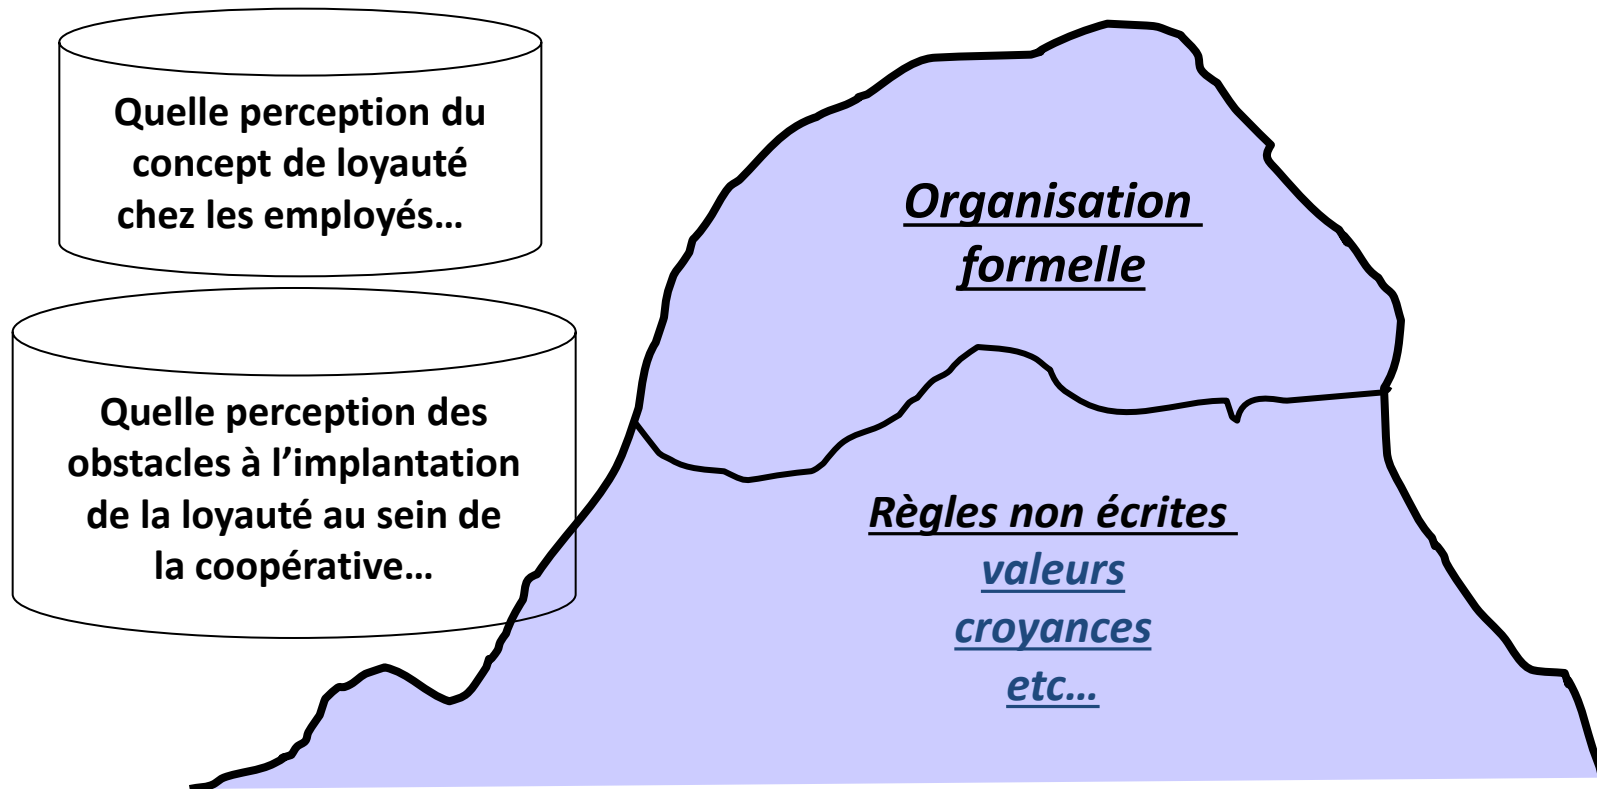 Quelle perception du
concept de loyauté
chez les employés…
Quelle perception des
obstacles à l’implantation
de la loyauté au sein de
la coopérative…
Organisation
formelle
Règles non écrites
valeurs
croyances
etc…